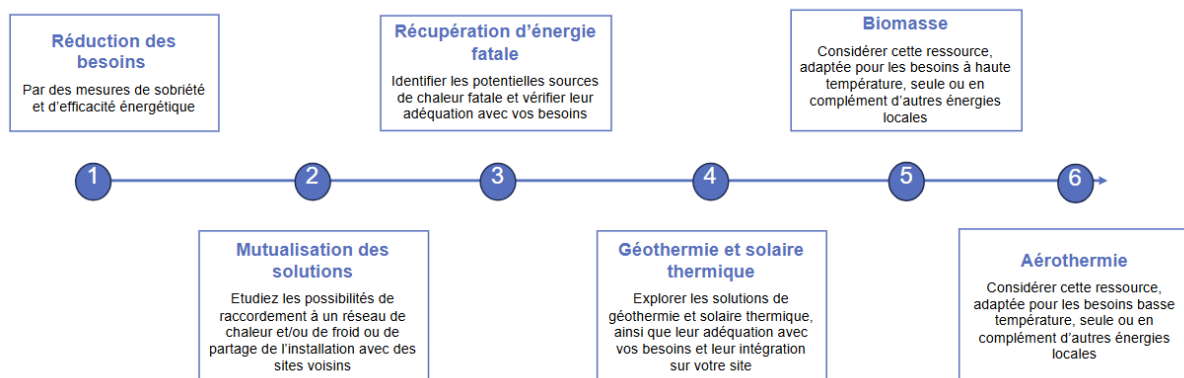 1
Réduction des
besoins
Par des mesures de sobriété
et d'efficacité énergétique
2
Mutualisation des
solutions
Etudiez les possibilités de
raccordement à un réseau de
chaleur et/ou de froid ou de
partage de l'installation avec des
sites voisins
3
Récupération d'énergie
fatale
Identifier les potentielles sources
de chaleur fatale et vérifier leur
adéquation avec vos besoins
4
Géothermie et solaire
thermique
Explorer les solutions de
géothermie et solaire thermique,
ainsi que leur adéquation avec
vos besoins et leur intégration
sur votre site
5
Biomasse
Considérer cette ressource,
adaptée pour les besoins à haute
température, seule ou en
complément d'autres énergies
locales
6
Aérothermie
Considérer cette ressource,
adaptée pour les besoins basse
température, seule ou en
complément d'autres énergies
locales